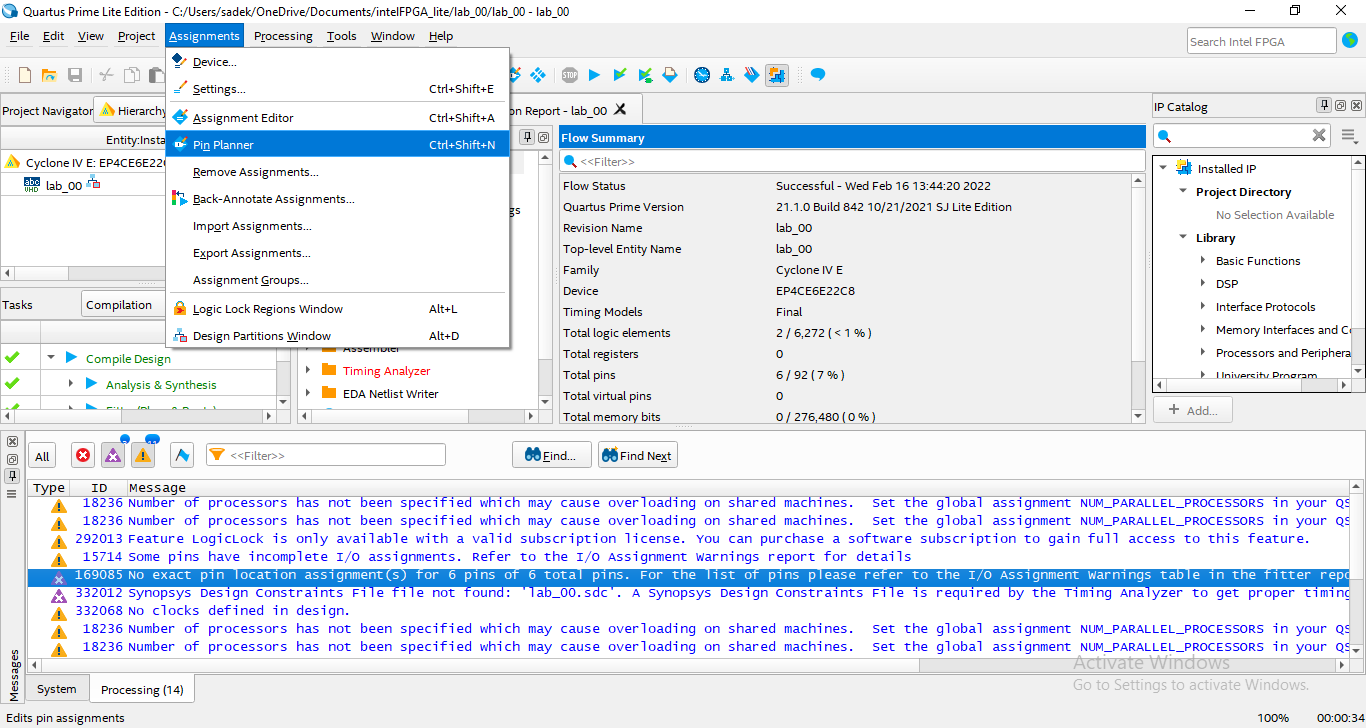 Quartus Prime Lite Edition - C:/Users/sadek/OneDrive/Documents/intelFPGA_lite/lab_00/lab_00 - lab_00
File Edit View Project Assignments Processing Tools Window Help
Search Intel FPGA
Device...
Settings... Ctrl+Shift+E
Assignment Editor Ctrl+Shift+A
Pin Planner Ctrl+Shift+N
Remove Assignments...
Back-Annotate Assignments...
Import Assignments...
Export Assignments...
Assignment Groups...
Logic Lock Regions Window Alt+L
Design Partitions Window Alt+D
Project Navigator Hierarchy
Entity:Insta
Cyclone IV E: EP4CE6E22
abc
VHD
lab_00
Tasks Compilation
Compile Design
Analysis & Synthesis
on Report - lab_00
gs
Assembler
Timing Analyzer
EDA Netlist Writer
Flow Summary
<<Filter>>
Flow Status Successful - Wed Feb 16 13:44:20 2022
Quartus Prime Version 21.1.0 Build 842 10/21/2021 SJ Lite Edition
Revision Name lab_00
Top-level Entity Name lab_00
Family Cyclone IV E
Device EP4CE6E22C8
Timing Models Final
Total logic elements 2 / 6,272 ( < 1 % )
Total registers 0
Total pins 6 / 92 ( 7 % )
Total virtual pins 0
Total memory bits 0 / 276,480 ( 0 % )
IP Catalog
Installed IP
Project Directory
No Selection Available
Library
Basic Functions
DSP
Interface Protocols
Memory Interfaces and Co
Processors and Periphera
University Program
+ Add...
All <<Filter>> Find... Find Next
Type ID Message
18236 Number of processors has not been specified which may cause overloading on shared machines. Set the global assignment NUM_PARALLEL_PROCESSORS in your QS
18236 Number of processors has not been specified which may cause overloading on shared machines. Set the global assignment NUM_PARALLEL_PROCESSORS in your QS
292013 Feature LogicLock is only available with a valid subscription license. You can purchase a software subscription to gain full access to this feature.
15714 Some pins have incomplete I/O assignments. Refer to the I/O Assignment Warnings report for details
169085 No exact pin location assignment(s) for 6 pins of 6 total pins. For the list of pins please refer to the I/O Assignment Warnings table in the fitter repo
332012 Synopsys Design Constraints File file not found: 'lab_00.sdc'. A Synopsys Design Constraints File is required by the Timing Analyzer to get proper timing
332068 No clocks defined in design.
18236 Number of processors has not been specified which may cause overloading on shared machines. Set the global assignment NUM_PARALLEL_PROCESSORS in your QS
18236 Number of processors has not been specified which may cause overloading on shared machines. Set the global assignment NUM_PARALLEL_PROCESSORS in your QS
Messages
System Processing (14)
Activate Windows
Go to Settings to activate Windows.
Edits pin assignments
100% 00:00:34